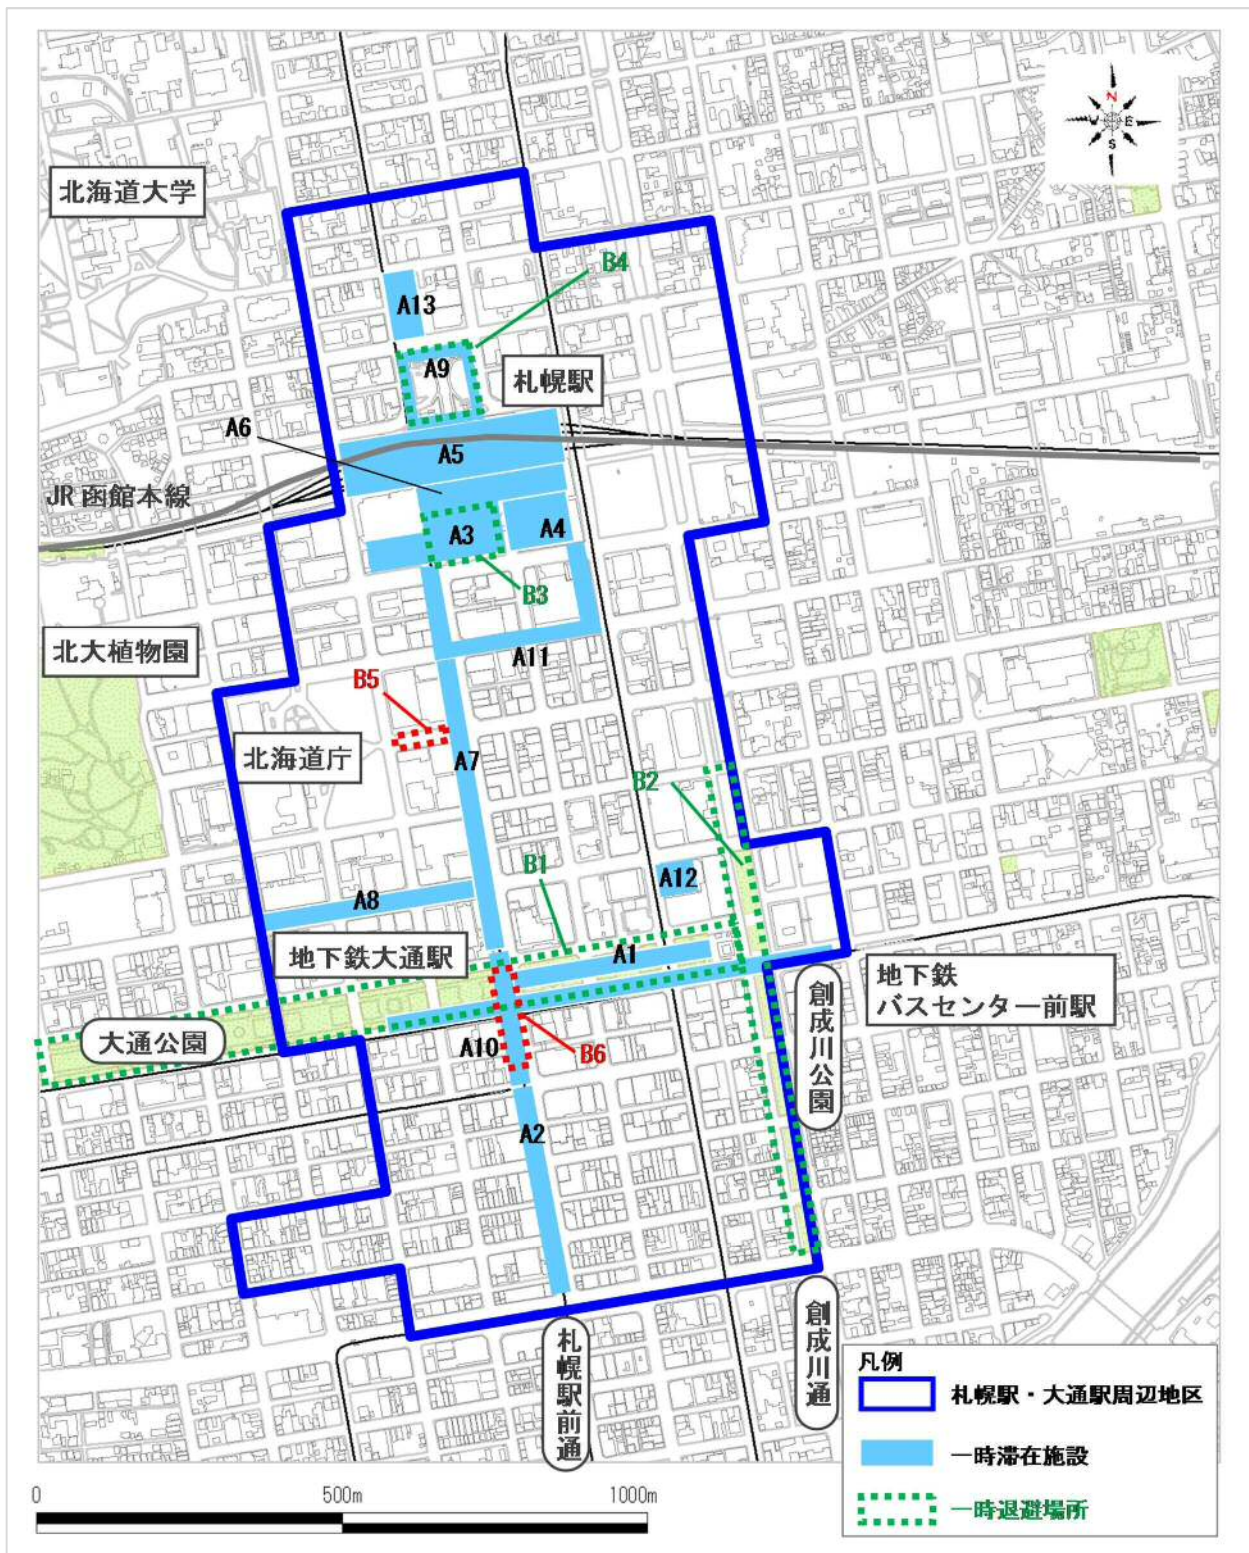 N
W
E
S
北海道大学
B4
A13
A9
札幌駅
A6
A5
JR 函館本線
A3
A4
B3
北大植物園
A11
B5
北海道庁
A7
B2
B1
A12
A8
地下鉄大通駅
A1
地下鉄
バスセンター前駅
創成川公園
大通公園
A10
B6
A2
札幌駅前通
創成川通
凡例
札幌駅・大通駅周辺地区
一時滞在施設
一時退避場所
0
500m
1000m